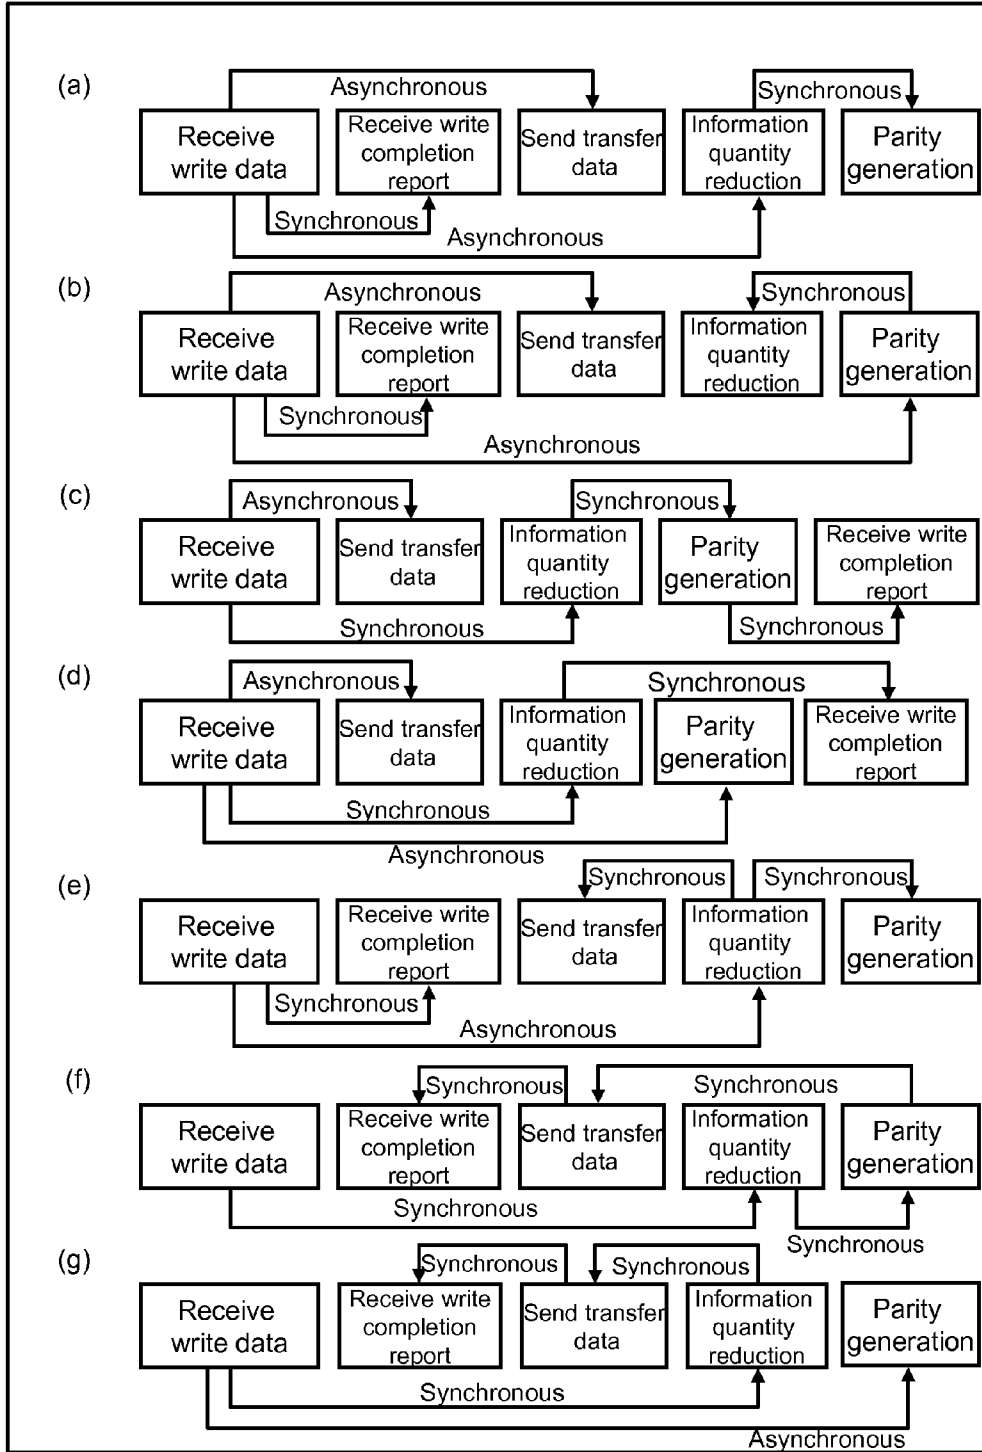 (a)
Asynchronous
Synchronous
Receive
write data
Receive write
completion
report
Send transfer
data
Information
quantity
reduction
Parity
generation
Synchronous
Asynchronous
(b)
Asynchronous
Synchronous
Receive
write data
Receive write
completion
report
Send transfer
data
Information
quantity
reduction
Parity
generation
Synchronous
Asynchronous
(c)
Asynchronous
Synchronous
Receive
write data
Send transfer
data
Information
quantity
reduction
Parity
generation
Receive write
completion
report
Synchronous
Synchronous
(d)
Asynchronous
Synchronous
Receive
write data
Send transfer
data
Information
quantity
reduction
Parity
generation
Receive write
completion
report
Synchronous
Asynchronous
(e)
Synchronous
Synchronous
Receive
write data
Receive write
completion
report
Send transfer
data
Information
quantity
reduction
Parity
generation
Synchronous
Asynchronous
(f)
Synchronous
Synchronous
Receive
write data
Receive write
completion
report
Send transfer
data
Information
quantity
reduction
Parity
generation
Synchronous
Synchronous
(g)
Synchronous
Synchronous
Receive
write data
Receive write
completion
report
Send transfer
data
Information
quantity
reduction
Parity
generation
Synchronous
Asynchronous